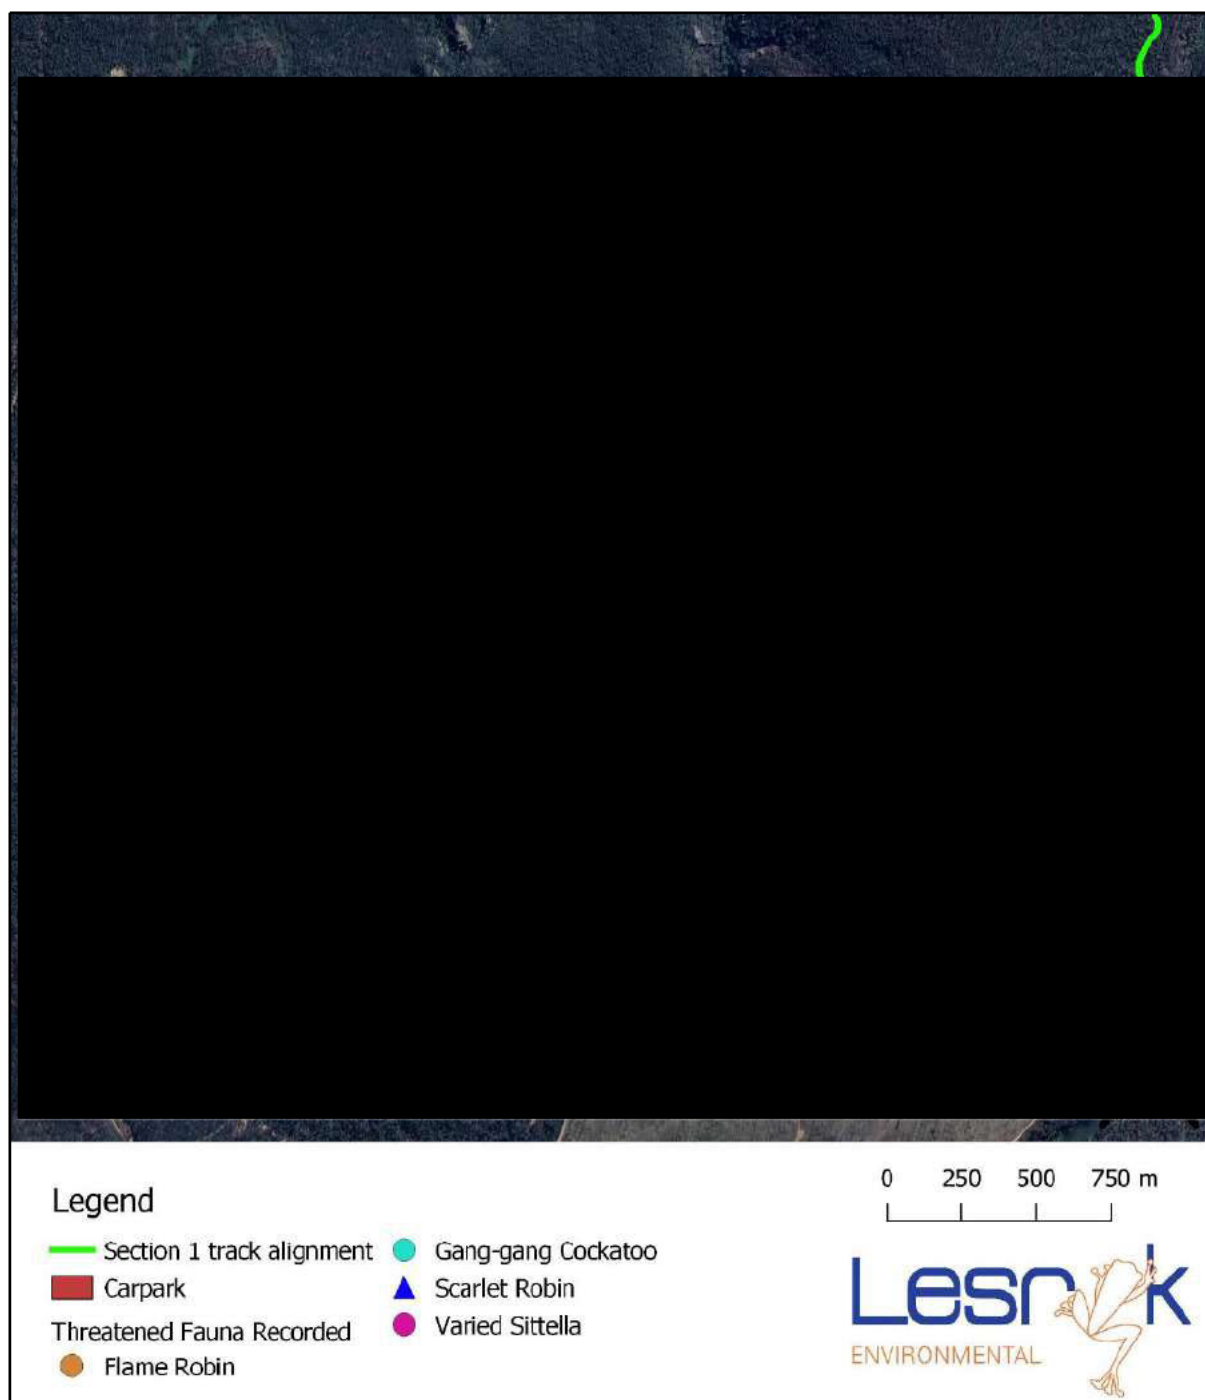 0 250 500 750 m
Legend
Section 1 track alignment
Carpark
Threatened Fauna Recorded
Flame Robin
Gang-gang Cockatoo
Scarlet Robin
Varied Sittella
Lesryk
ENVIRONMENTAL